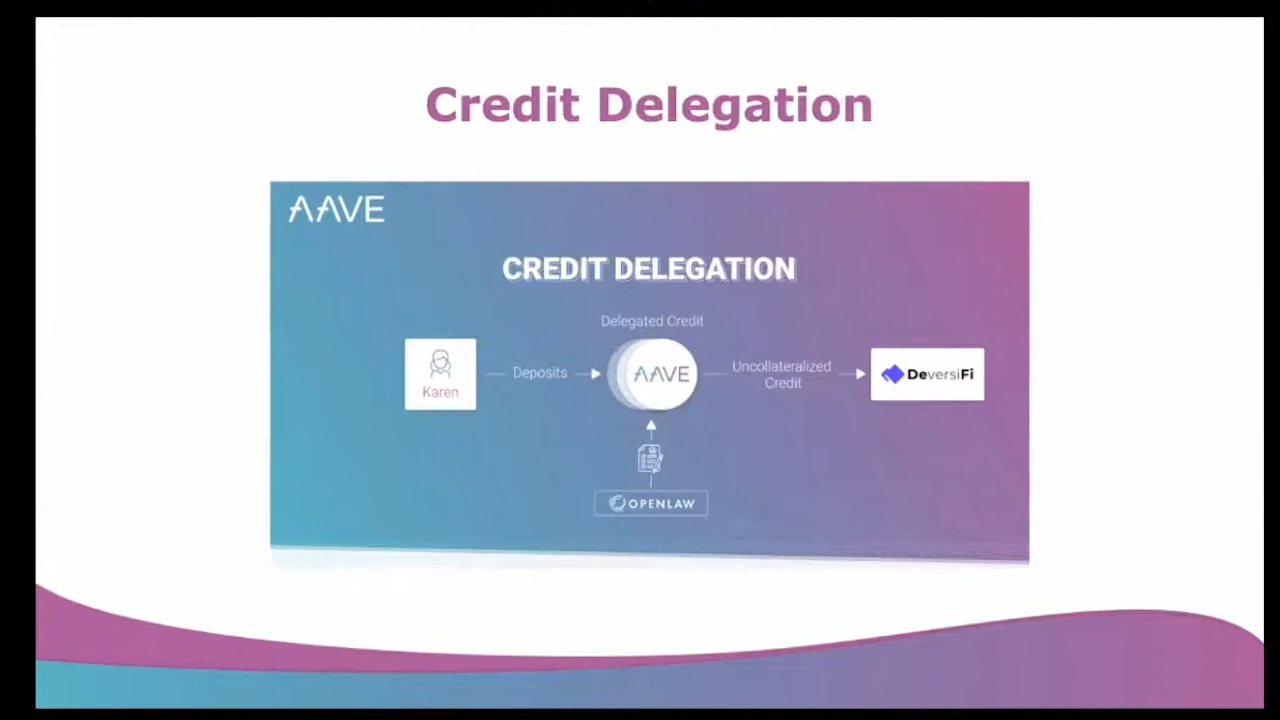 Credit Delegation
AAVE
CREDIT DELEGATION
Delegated Credit
Karen
Deposits
AAVE
Uncollateralized
Credit
DeversiFi
OPENLAW